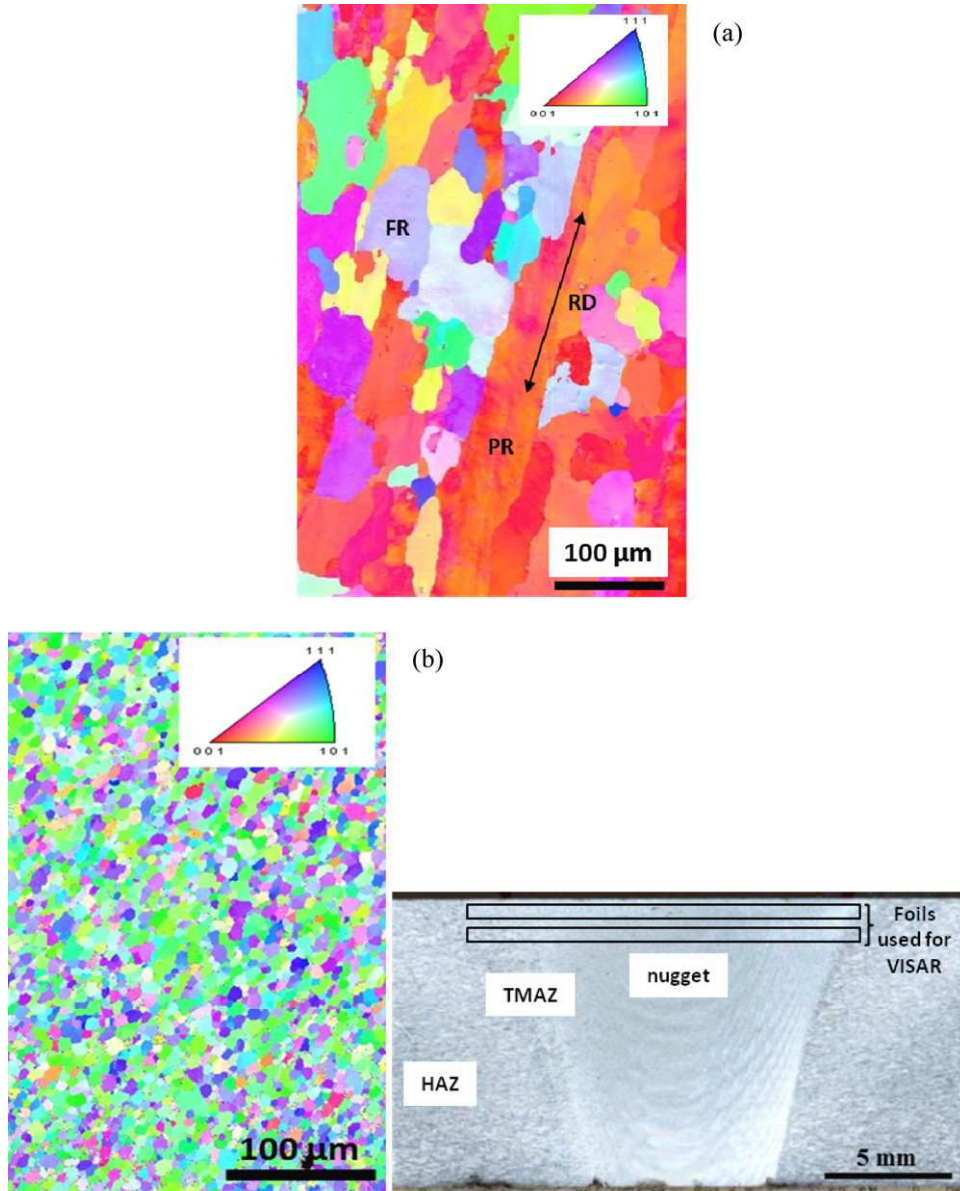 (a)
111
001
101
FR
RD
PR
100 µm
(b)
111
001
101
100 µm
Foils
used for
VISAR
nugget
TMAZ
HAZ
5 mm